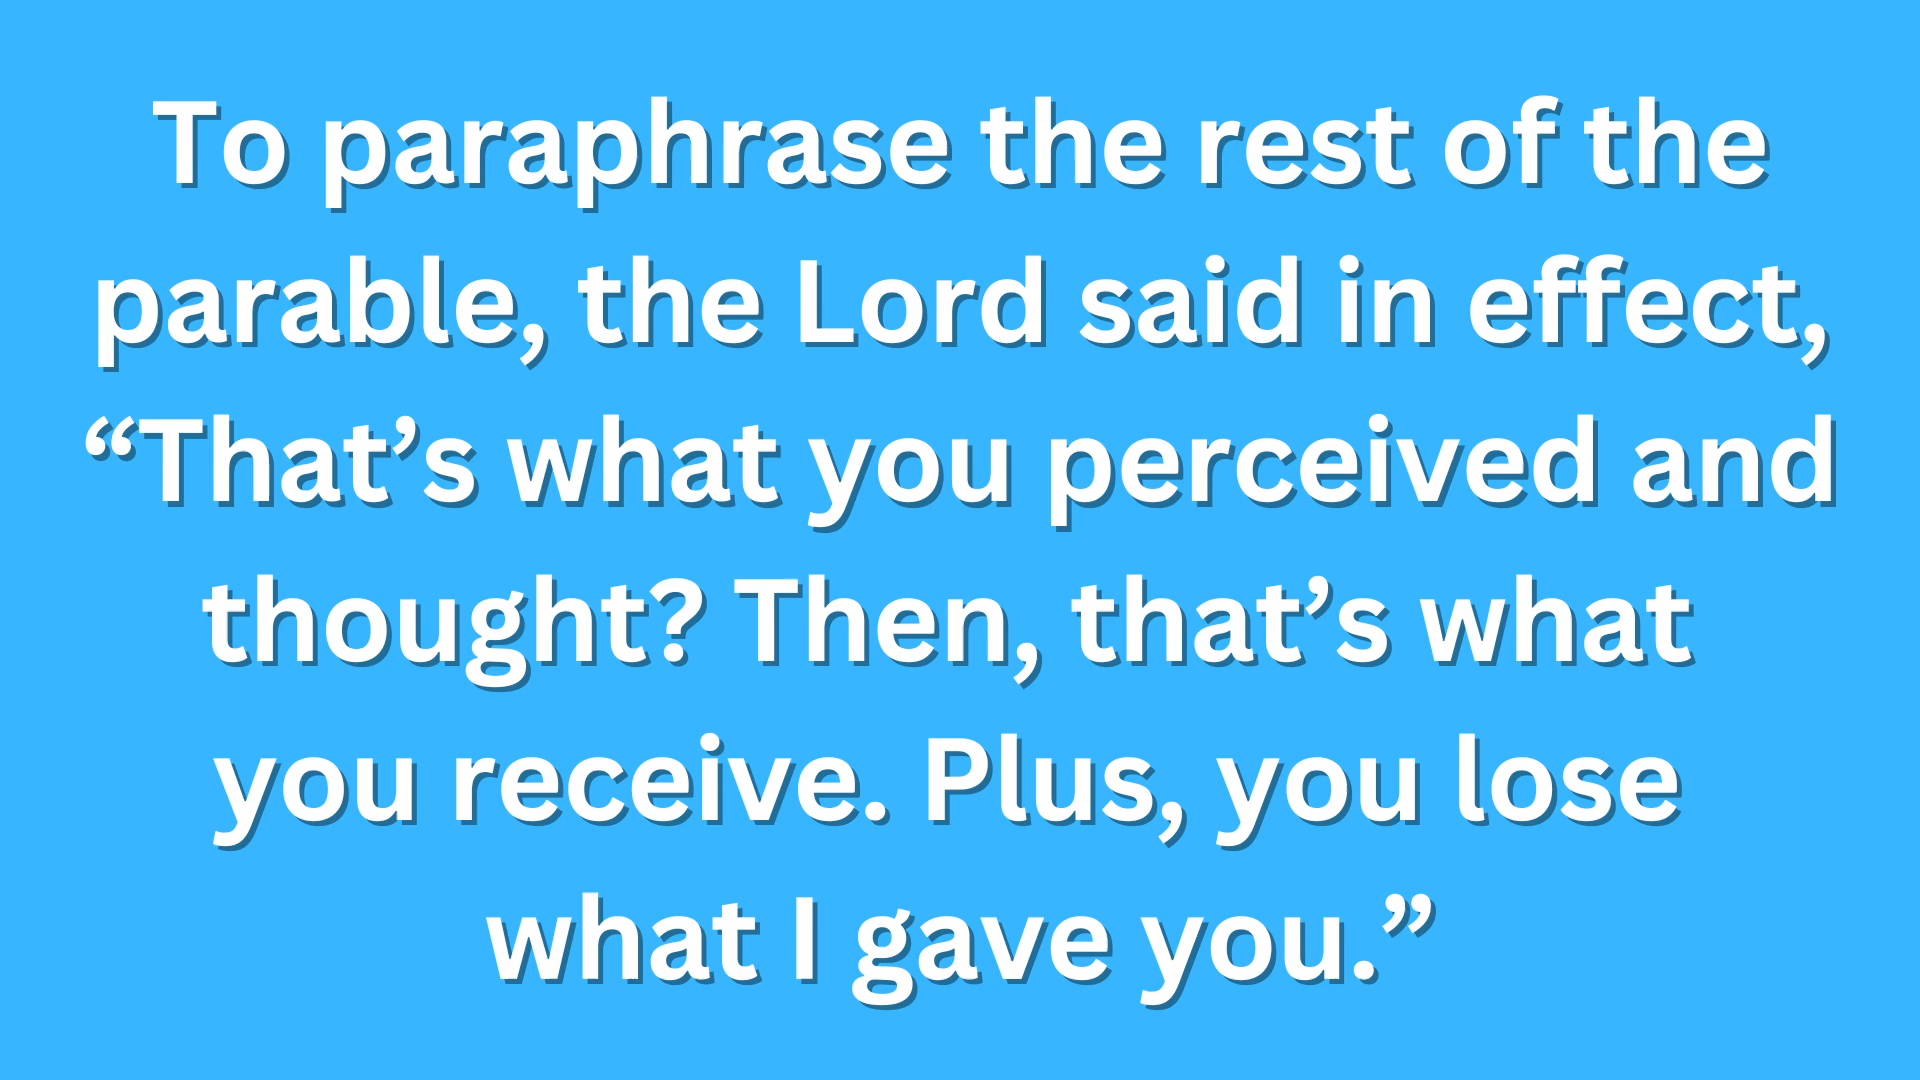 To paraphrase the rest of the
parable, the Lord said in effect,
“That’s what you perceived and
thought? Then, that’s what
you receive. Plus, you lose
what I gave you.”